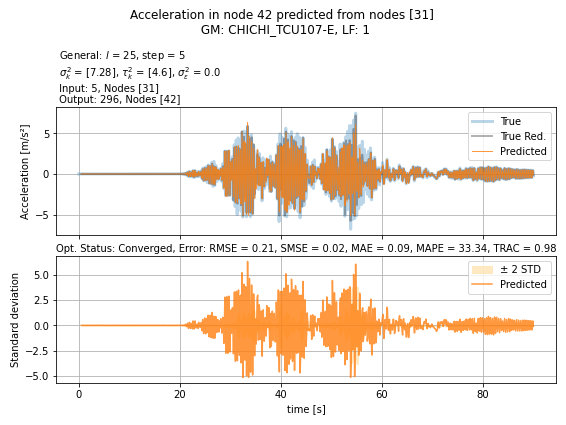 Acceleration in node 42 predicted from nodes [31]
GM: CHICHI_TCU107-E, LF: 1
General: l = 25, step = 5
σ²ₖ = [7.28], τ²ₖ = [4.6], σ²ε = 0.0
Input: 5, Nodes [31]
Output: 296, Nodes [42]
Acceleration [m/s²]
5
0
−5
True
True Red.
Predicted
Opt. Status: Converged, Error: RMSE = 0.21, SMSE = 0.02, MAE = 0.09, MAPE = 33.34, TRAC = 0.98
Standard deviation
5.0
2.5
0.0
−2.5
−5.0
± 2 STD
Predicted
0 20 40 60 80
time [s]